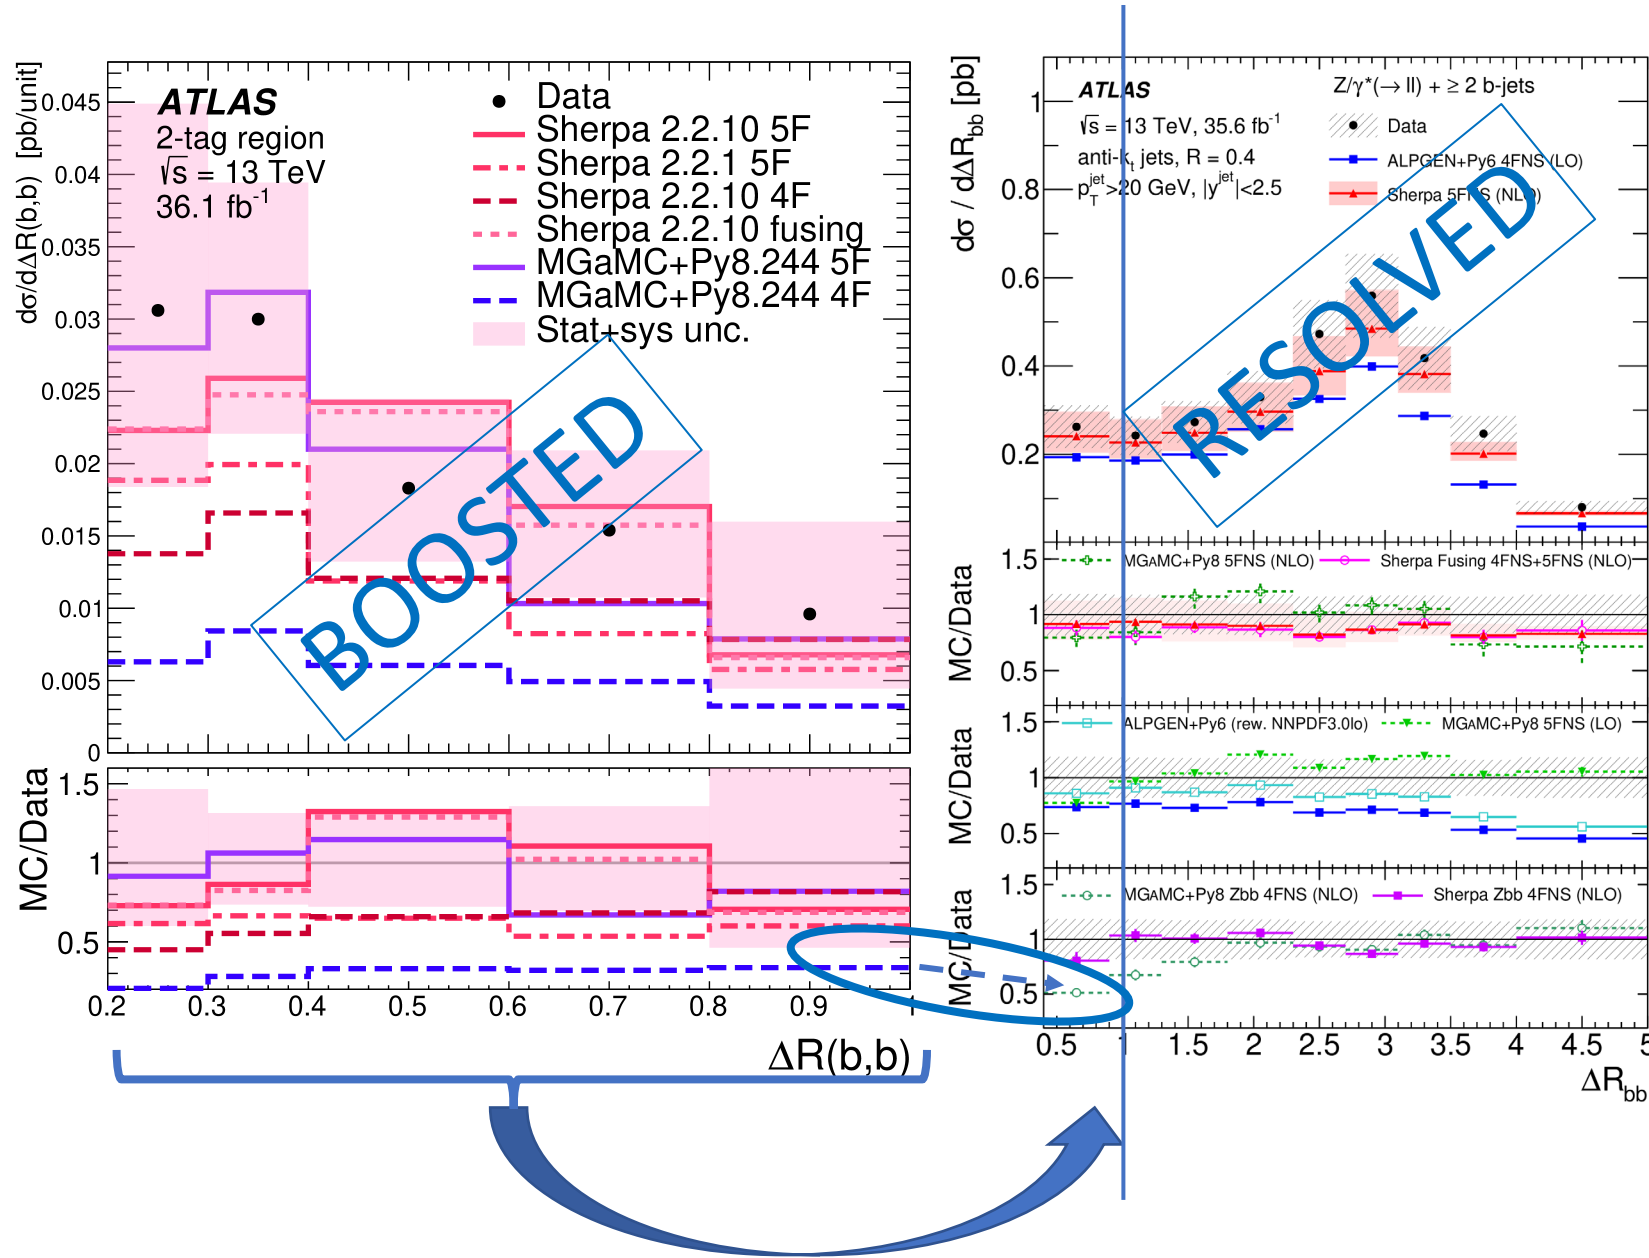 dσ/dΔR(b,b) [pb/unit]
0.045
0.04
0.035
0.03
0.025
0.02
0.015
0.01
0.005
0
ATLAS
2-tag region
√s = 13 TeV
36.1 fb-1
Data
Sherpa 2.2.10 5F
Sherpa 2.2.1 5F
Sherpa 2.2.10 4F
Sherpa 2.2.10 fusing
MGaMC+Py8.244 5F
MGaMC+Py8.244 4F
Stat+sys unc.
BOOSTED
MC/Data
1.5
1
0.5
0.2 0.3 0.4 0.5 0.6 0.7 0.8 0.9 1
ΔR(b,b)
dσ / dΔRbb [pb]
1
0.8
0.6
0.4
0.2
ATLAS
√s = 13 TeV, 35.6 fb-1
anti-kt jets, R = 0.4
pTjet>20 GeV, |yjet|<2.5
Z/γ*(→ ll) + ≥ 2 b-jets
Data
ALPGEN+Py6 4FNS (LO)
Sherpa 5FNS (NLO)
RESOLVED
MC/Data
1.5
1
0.5
MGAMC+Py8 5FNS (NLO)
Sherpa Fusing 4FNS+5FNS (NLO)
MC/Data
1.5
1
0.5
ALPGEN+Py6 (rew. NNPDF3.0lo)
MGAMC+Py8 5FNS (LO)
MC/Data
1.5
1
0.5
MGAMC+Py8 Zbb 4FNS (NLO)
Sherpa Zbb 4FNS (NLO)
0.5 1 1.5 2 2.5 3 3.5 4 4.5 5
ΔRbb